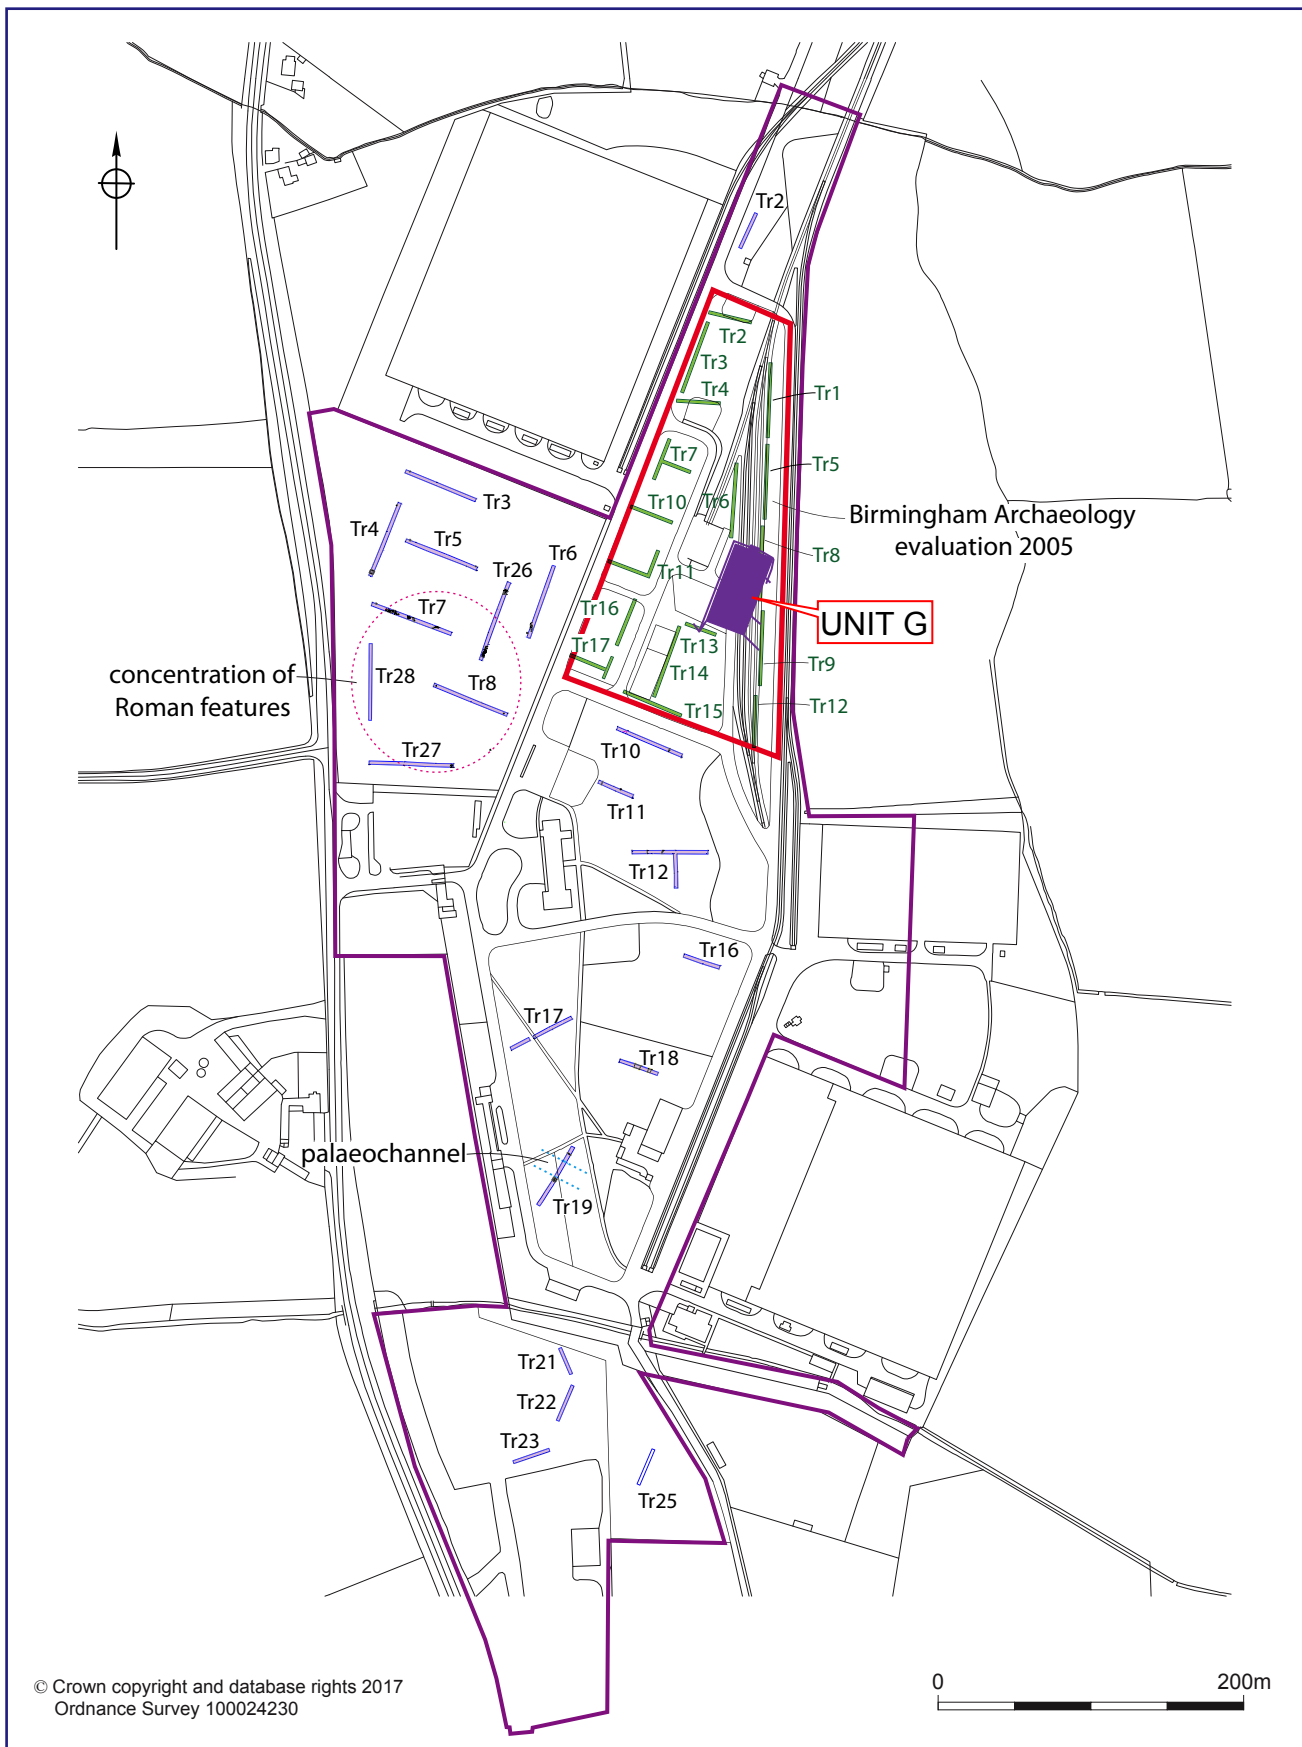 Tr2
Tr2
Tr3
Tr4
Tr1
Tr7
Tr5
Tr10
Tr6
Birmingham Archaeology
evaluation 2005
Tr8
Tr11
UNIT G
Tr16
Tr17
Tr13
Tr14
Tr9
Tr15
Tr12
Tr3
Tr4
Tr5
Tr6
Tr26
Tr7
concentration of
Roman features
Tr28
Tr8
Tr27
Tr10
Tr11
Tr12
Tr16
Tr17
Tr18
palaeochannel
Tr19
Tr21
Tr22
Tr23
Tr25
© Crown copyright and database rights 2017
Ordnance Survey 100024230
0 200m